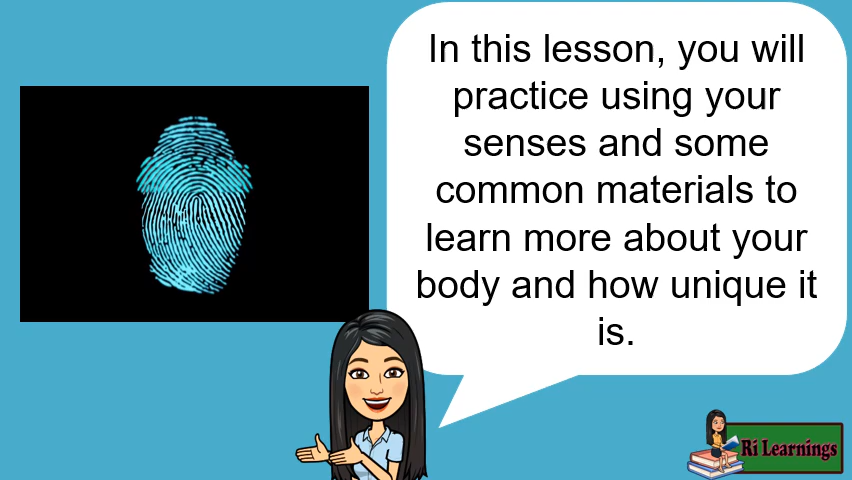 In this lesson, you will
practice using your
senses and some
common materials to
learn more about your
body and how unique it
is.
Ri Learnings